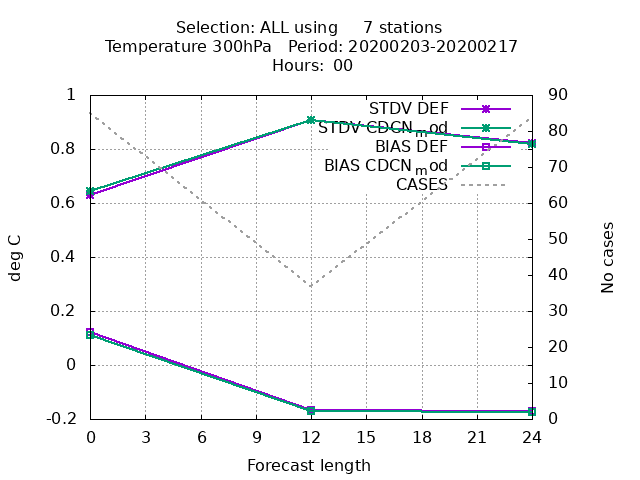 Selection: ALL using     7 stations
Temperature 300hPa   Period: 20200203-20200217
Hours:  00
1
0.8
0.6
0.4
0.2
0
-0.2
deg C
90
80
70
60
50
40
30
20
10
0
No cases
STDV DEF
STDV CDCN_mod
BIAS DEF
BIAS CDCN_mod
CASES
0 3 6 9 12 15 18 21 24
Forecast length